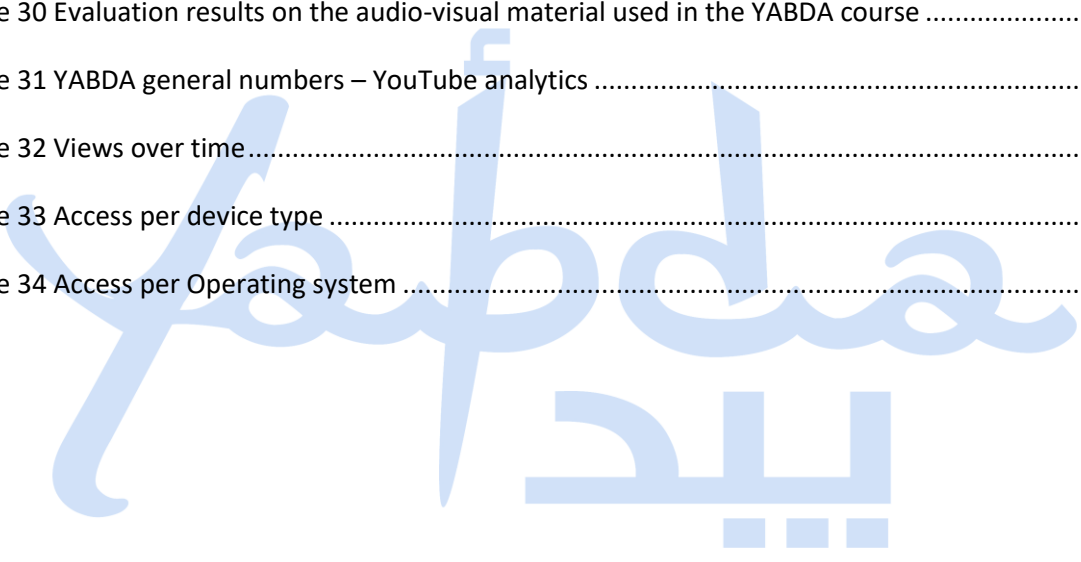 e 30 Evaluation results on the audio-visual material used in the YABDA course ......................
e 31 YABDA general numbers – YouTube analytics ......................................................................
e 32 Views over time.........................................................................................................................
e 33 Access per device type ..............................................................................................................
e 34 Access per Operating system ....................................................................................................
Yabda